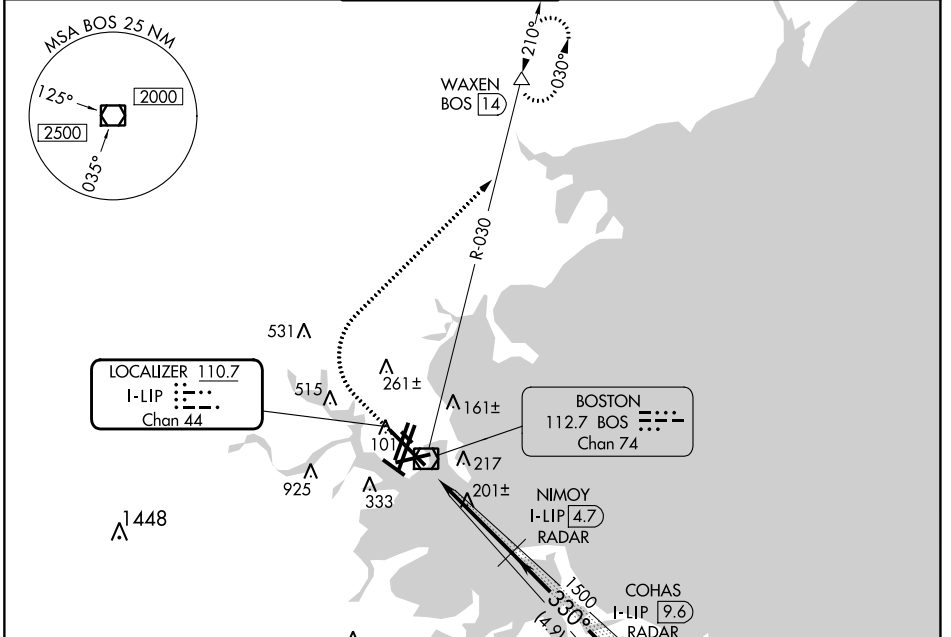 MSA BOS 25 NM
125°
2000
2500
035°
210°
030°
WAXEN
BOS 14
R-030
531
LOCALIZER 110.7
I-LIP
Chan 44
515
261±
161±
BOSTON
112.7 BOS
Chan 74
101
217
925
333
201±
NIMOY
I-LIP 4.7
RADAR
1448
1500
330°
(4.9)
COHAS
I-LIP 9.6
RADAR